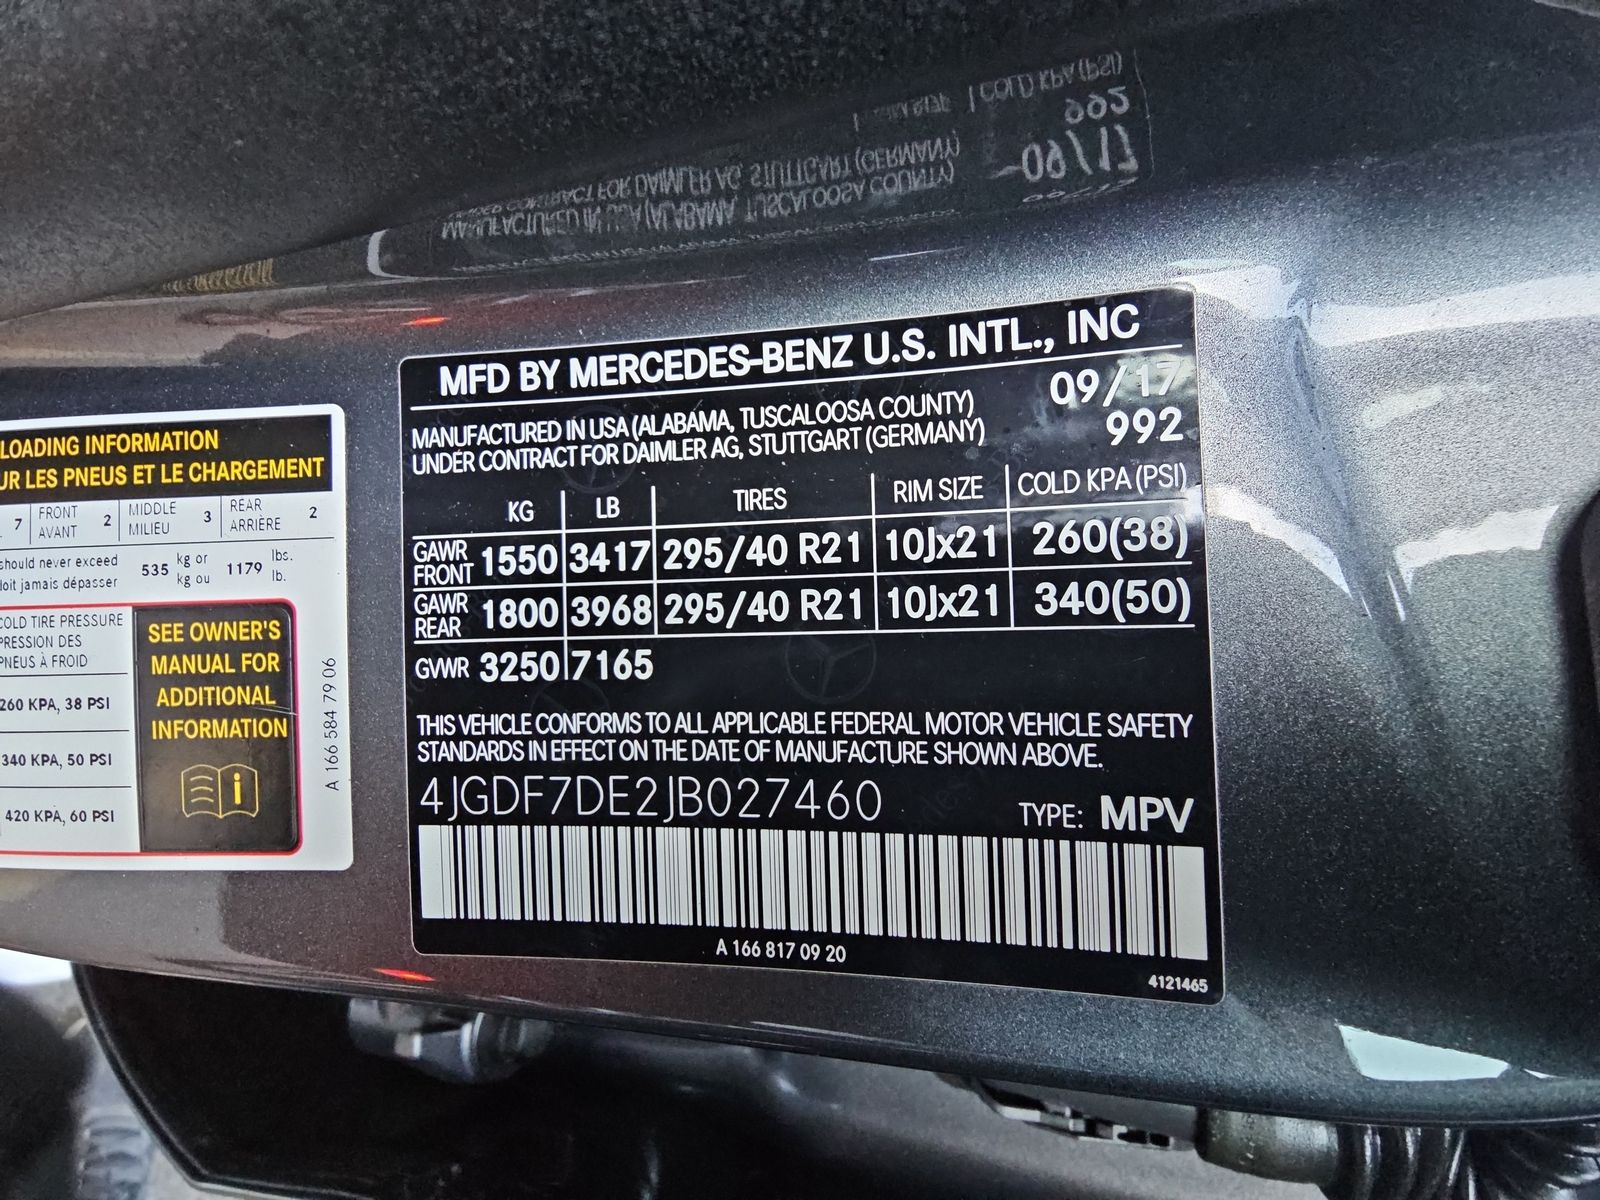 LOADING INFORMATION
UR LES PNEUS ET LE CHARGEMENT
7 FRONT AVANT 2 MIDDLE MILIEU 3 REAR ARRIÈRE 2
should never exceed 535 kg or 1179 lbs.
doit jamais dépasser kg ou lb.
COLD TIRE PRESSURE
PRESSION DES
PNEUS À FROID
260 KPA, 38 PSI
340 KPA, 50 PSI
420 KPA, 60 PSI
SEE OWNER'S
MANUAL FOR
ADDITIONAL
INFORMATION
A 166 584 79 06
MFD BY MERCEDES-BENZ U.S. INTL., INC
MANUFACTURED IN USA (ALABAMA, TUSCALOOSA COUNTY) 09/17
UNDER CONTRACT FOR DAIMLER AG, STUTTGART (GERMANY) 992
KG LB TIRES RIM SIZE COLD KPA (PSI)
GAWR FRONT 1550 3417 295/40 R21 10Jx21 260(38)
GAWR REAR 1800 3968 295/40 R21 10Jx21 340(50)
GVWR 3250 7165
THIS VEHICLE CONFORMS TO ALL APPLICABLE FEDERAL MOTOR VEHICLE SAFETY
STANDARDS IN EFFECT ON THE DATE OF MANUFACTURE SHOWN ABOVE.
4JGDF7DE2JB027460 TYPE: MPV
A 166 817 09 20
4121465